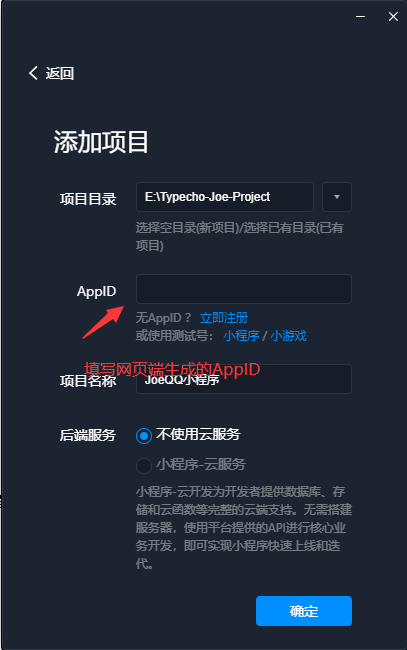 返回
添加项目
项目目录
E:\Typecho-Joe-Project
选择空目录(新项目)/选择已有目录(已有
项目)
AppID
无AppID ? 立即注册
或使用测试号： 小程序 / 小游戏
填写网页端生成的AppID
项目名称
JoeQQ小程序
后端服务
不使用云服务
小程序-云服务
小程序-云开发为开发者提供数据库、存
储和云函数等完整的云端支持。无需搭建
服务器，使用平台提供的API进行核心业
务开发，即可实现小程序快速上线和迭
代。
确定